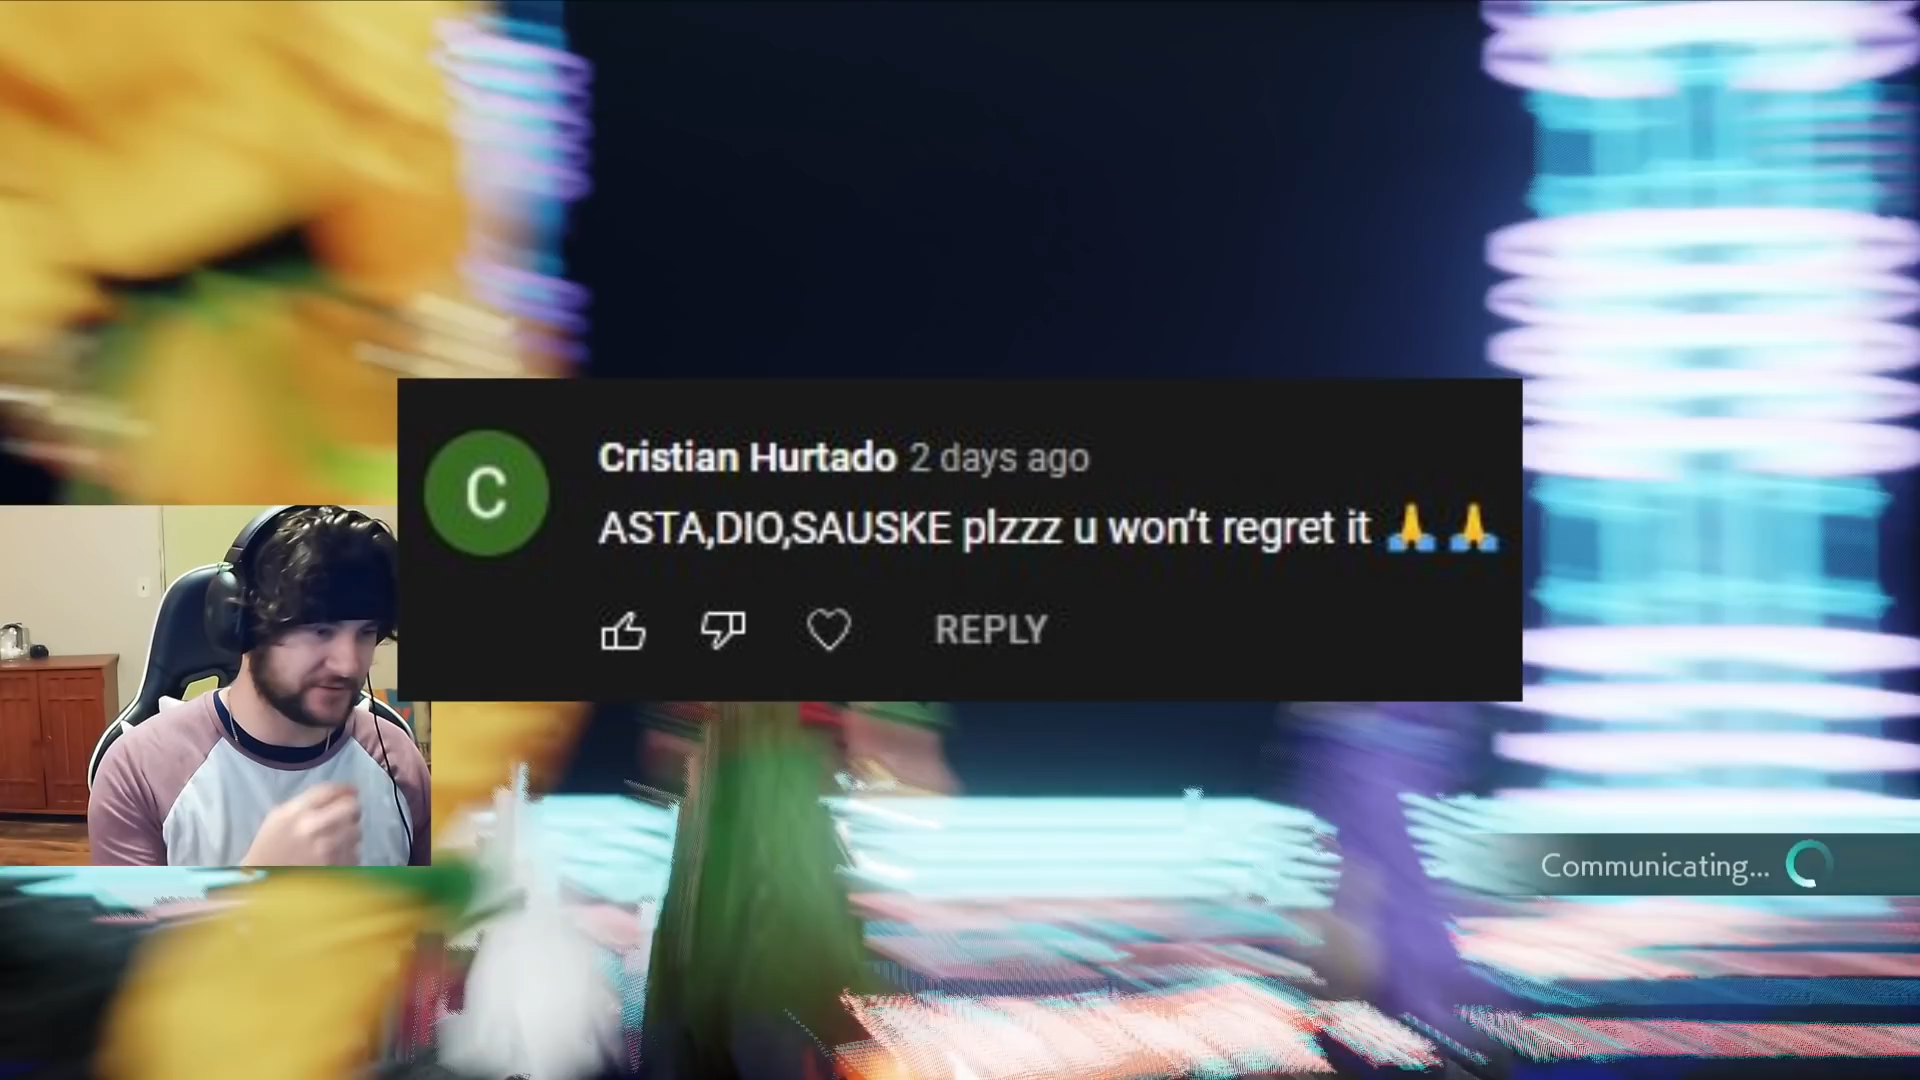 C
Cristian Hurtado 2 days ago
ASTA,DIO,SAUSKE plzzz u won't regret it 🙏 🙏
REPLY
Communicating...